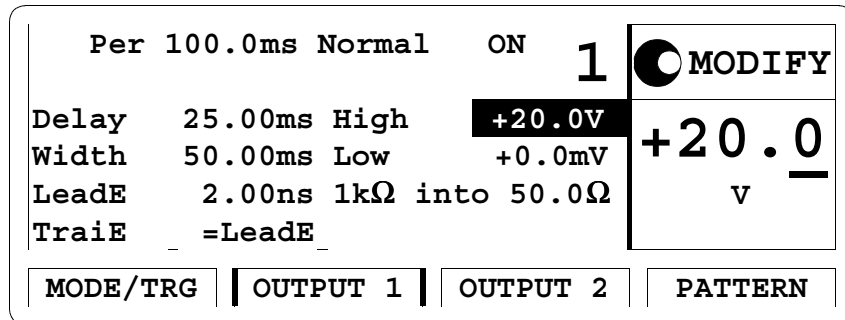 Per 100.0ms Normal ON 1
MODIFY
Delay 25.00ms High +20.0V
Width 50.00ms Low +0.0mV
LeadE 2.00ns 1kΩ into 50.0Ω
TraiE =LeadE
+20.0
V
MODE/TRG OUTPUT 1 OUTPUT 2 PATTERN